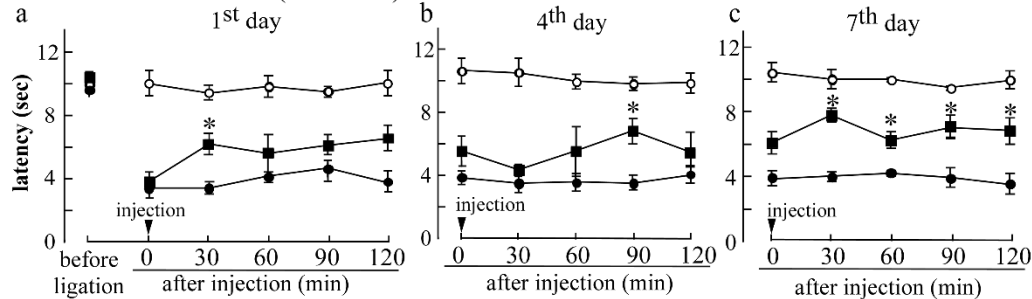 a 1st day b 4th day c 7th day
latency (sec)
12
8
4
0
injection
before
ligation
0 30 60 90 120
after injection (min)
*
12
8
4
0
injection
0 30 60 90 120
after injection (min)
*
12
8
4
0
injection
0 30 60 90 120
after injection (min)
* * * *